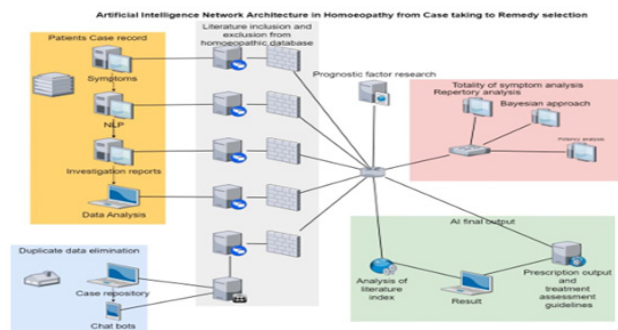 Artificial Intelligence Network Architecture in Homoeopathy from Case taking to Remedy selection
Patients Case record
Symptoms
NLP
Investigation reports
Data Analysis
Literature inclusion and
exclusion from
homoeopathic database
Prognostic factor research
Totality of symptom analysis
Repertory analysis
Bayesian approach
Potency analysis
Duplicate data elimination
Case repository
Chat bots
AI final output
Analysis of
literature
index
Result
Prescription output
and
treatment
assessment
guidelines